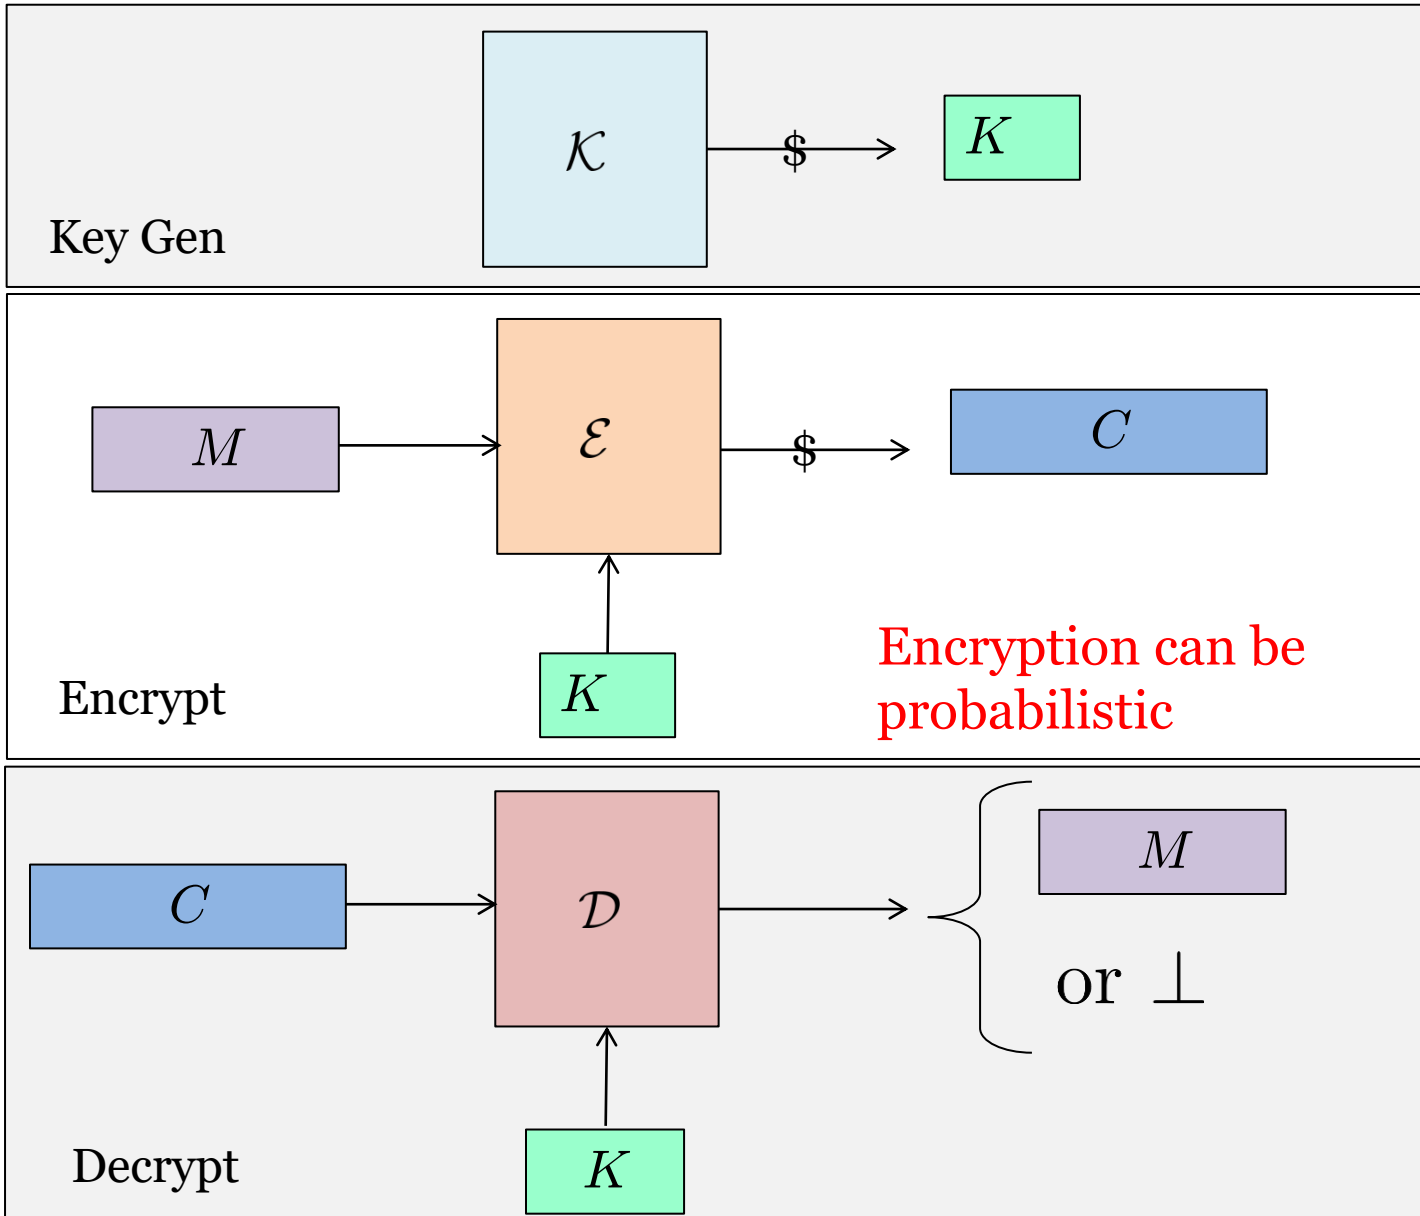 𝒦
$
K
Key Gen
M
ℰ
$
C
K
Encrypt
Encryption can be
probabilistic
C
𝒟
M
or ⊥
K
Decrypt